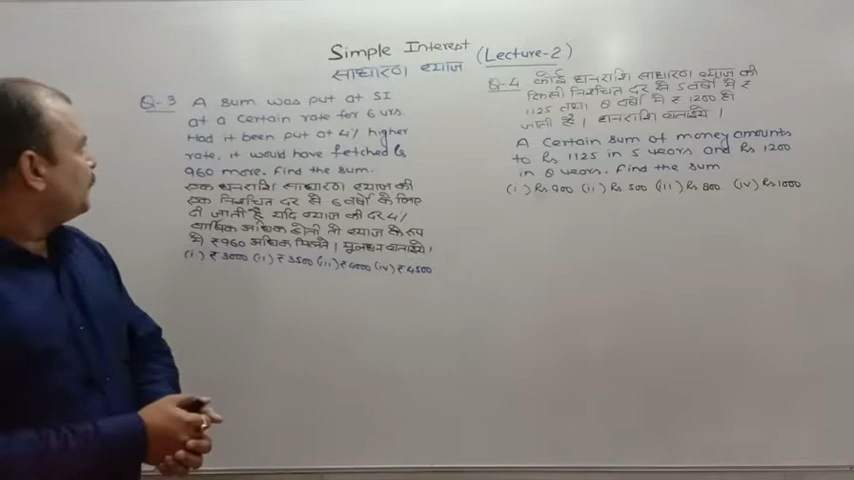 Simple Interest (Lecture-2)
साधारण ब्याज
Q-3 A sum was put at SI
at a certain rate for 6 yrs.
Had it been put at 4% higher
rate. it would have fetched Rs
960 more. find the sum.
एक धनराशि साधारण ब्याज की
एक निश्चित दर से 6 वर्षों के लिए
दी जाती है यदि ब्याज की दर 4%
वार्षिक अधिक होती तो ब्याज के रूप
में ₹960 अधिक मिलते। मूलधन बताइये।
(i) ₹3000 (ii) ₹3500 (iii) ₹4000 (iv) ₹4500
Q-4 कोई धनराशि साधारण ब्याज की
किसी निश्चित दर से 5 वर्षों में ₹
1125 तथा 8 वर्षों में ₹ 1200 हो
जाती है। धनराशि बताइये।
A Certain sum of money amounts
to Rs 1125 in 5 years and Rs 1200
in 8 years. Find the sum
(i) Rs 900 (ii) Rs 500 (iii) Rs 800 (iv) Rs 1000